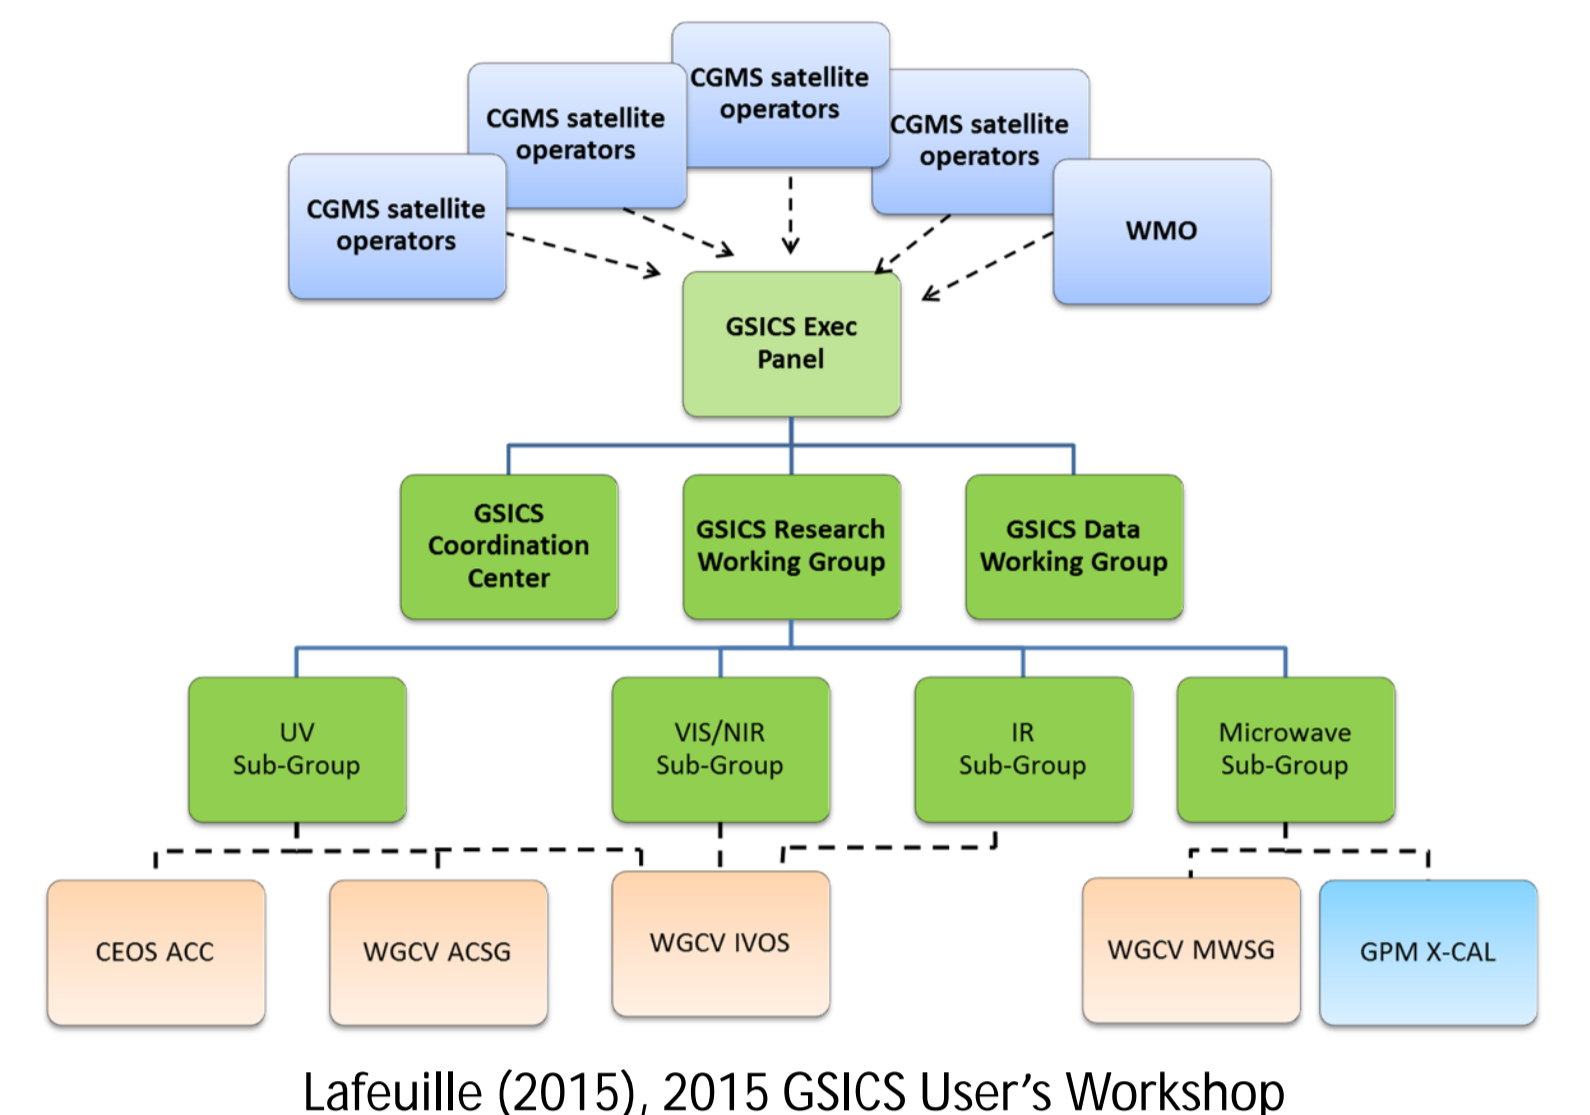 CGMS satellite
operators
CGMS satellite
operators
CGMS satellite
operators
CGMS satellite
operators
WMO
GSICS Exec
Panel
GSICS
Coordination
Center
GSICS Research
Working Group
GSICS Data
Working Group
UV
Sub-Group
VIS/NIR
Sub-Group
IR
Sub-Group
Microwave
Sub-Group
CEOS ACC
WGCV ACSG
WGCV IVOS
WGCV MWSG
GPM X-CAL
Lafeuille (2015), 2015 GSICS User’s Workshop